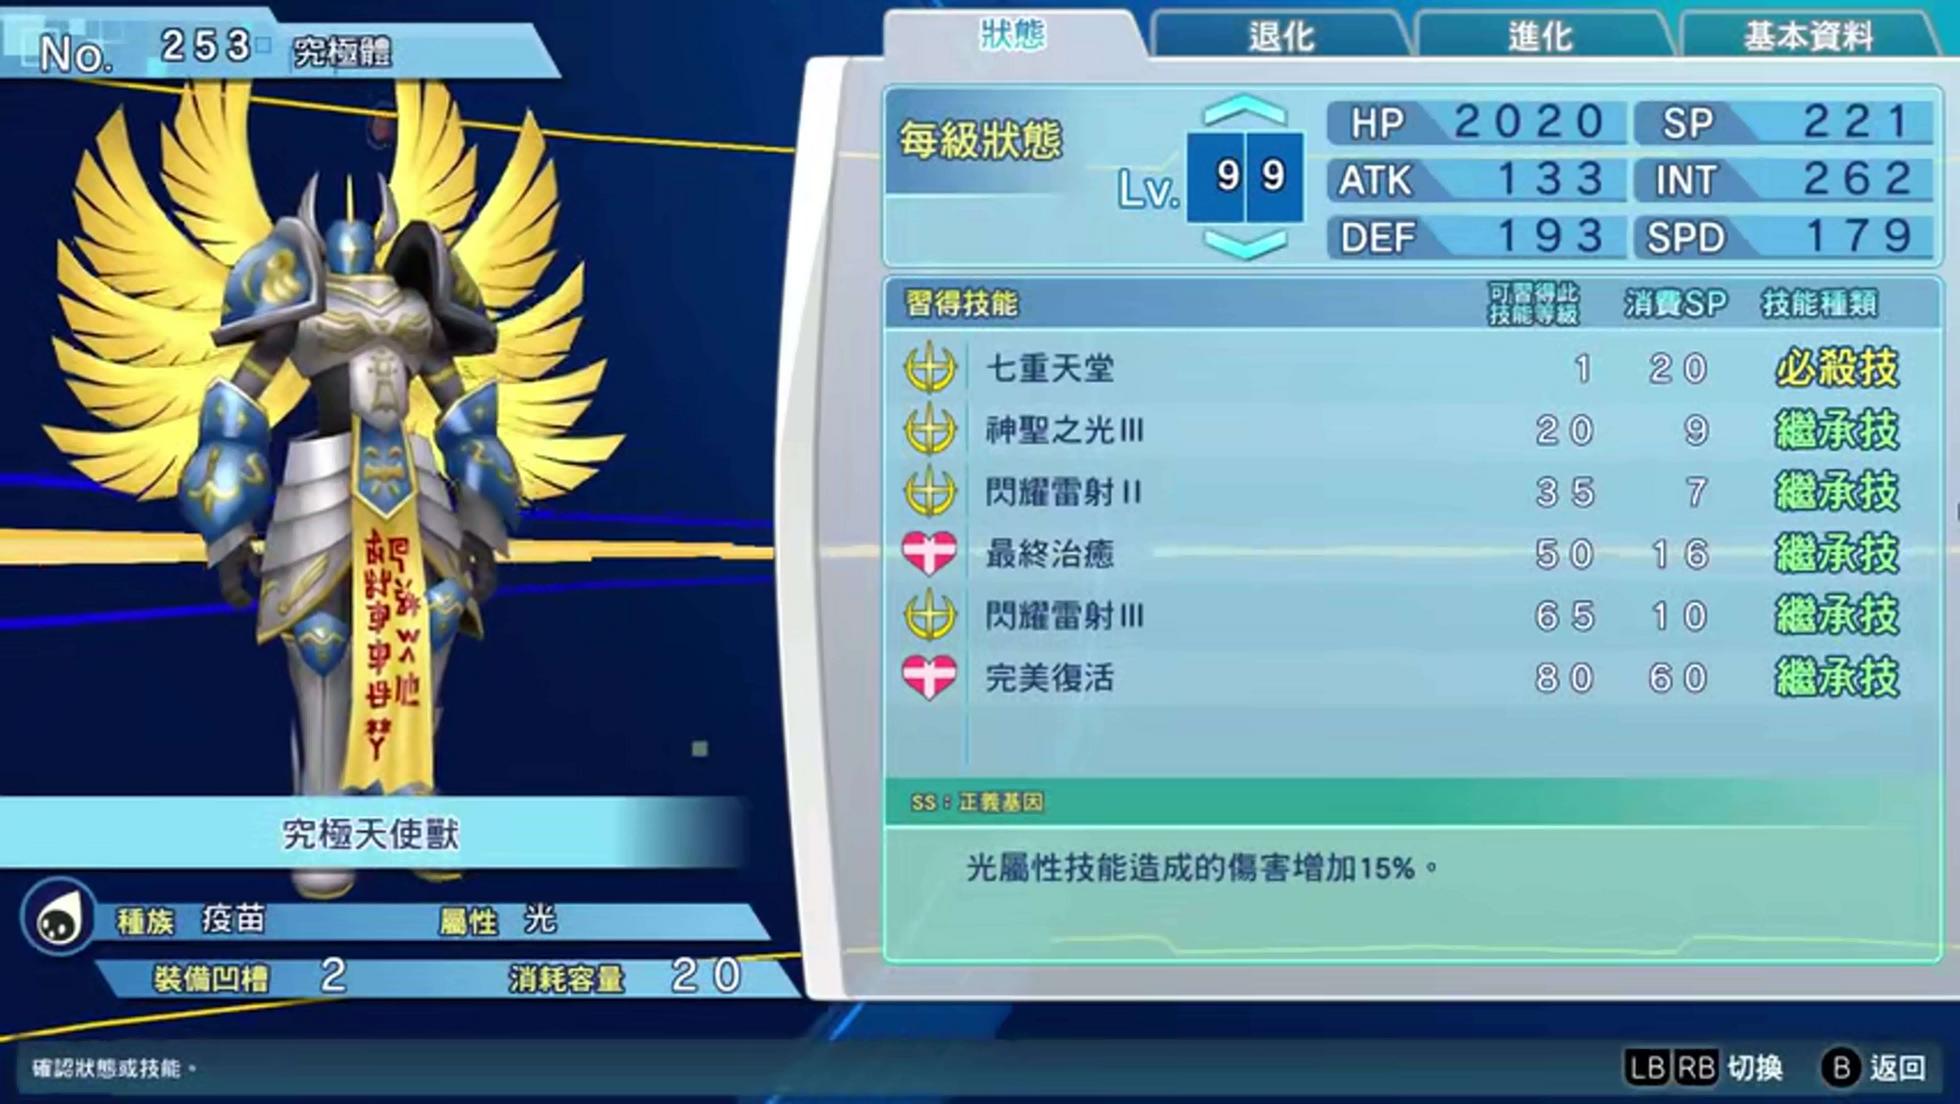 No. 253 究極體
狀態 退化 進化 基本資料
每級狀態
Lv. 99
HP 2020 SP 221
ATK 133 INT 262
DEF 193 SPD 179
習得技能 可習得此技能等級 消費SP 技能種類
七重天堂 1 20 必殺技
神聖之光III 20 9 繼承技
閃耀雷射II 35 7 繼承技
最終治癒 50 16 繼承技
閃耀雷射III 65 10 繼承技
完美復活 80 60 繼承技
SS：正義基因
光屬性技能造成的傷害增加15%。
究極天使獸
種族 疫苗 屬性 光
裝備凹槽 2 消耗容量 20
確認狀態或技能。
LB RB 切換 B 返回